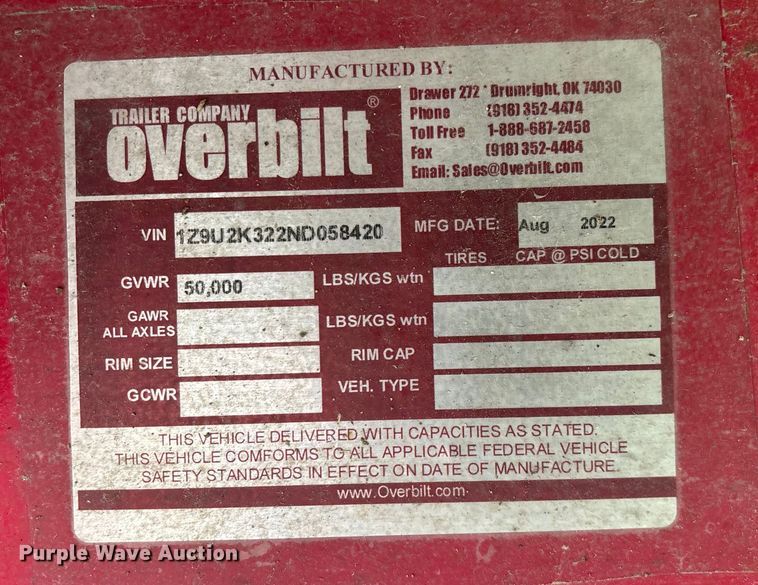 MANUFACTURED BY:
TRAILER COMPANY
overbilt®
Drawer 272 * Drumright, OK 74030
Phone (918) 352-4474
Toll Free 1-888-687-2458
Fax (918) 352-4484
Email: Sales@Overbilt.com
VIN 1Z9U2K322ND058420 MFG DATE: Aug 2022
TIRES CAP @ PSI COLD
GVWR 50,000 LBS/KGS wtn
GAWR ALL AXLES LBS/KGS wtn
RIM SIZE RIM CAP
GCWR VEH. TYPE
THIS VEHICLE DELIVERED WITH CAPACITIES AS STATED.
THIS VEHICLE COMFORMS TO ALL APPLICABLE FEDERAL VEHICLE
SAFETY STANDARDS IN EFFECT ON DATE OF MANUFACTURE.
www.Overbilt.com
Purple Wave Auction